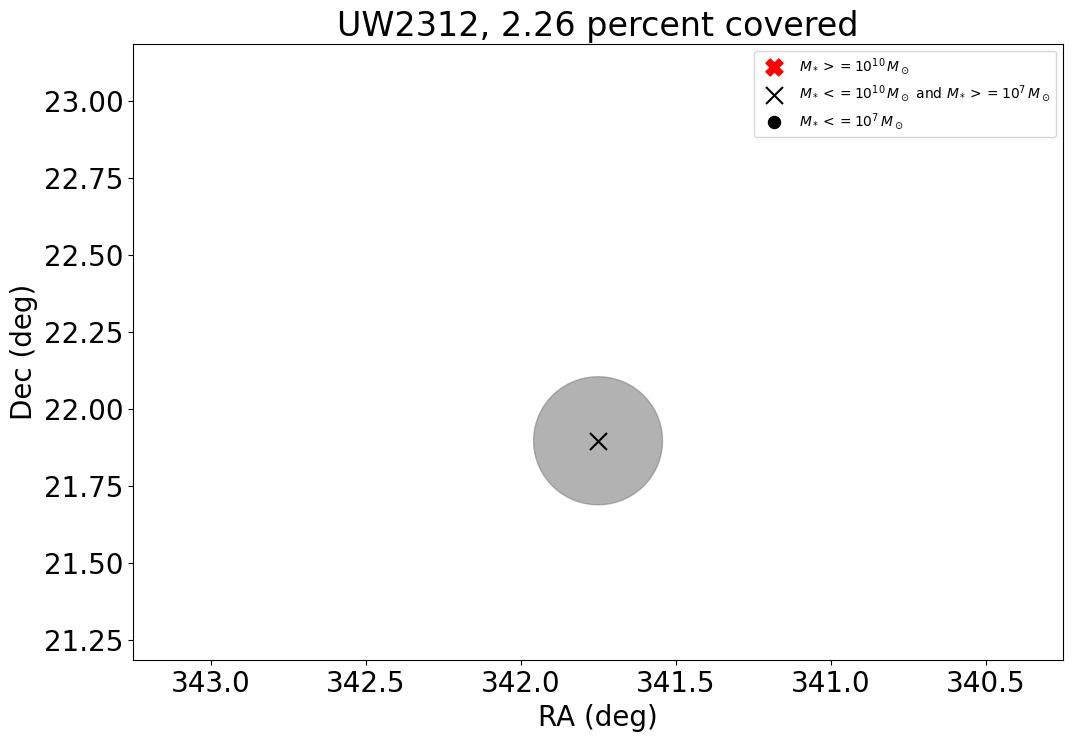 UW2312, 2.26 percent covered
M* >= 10^10 M⊙
M* <= 10^10 M⊙ and M* >= 10^7 M⊙
M* <= 10^7 M⊙
Dec (deg)
23.00
22.75
22.50
22.25
22.00
21.75
21.50
21.25
343.0 342.5 342.0 341.5 341.0 340.5
RA (deg)